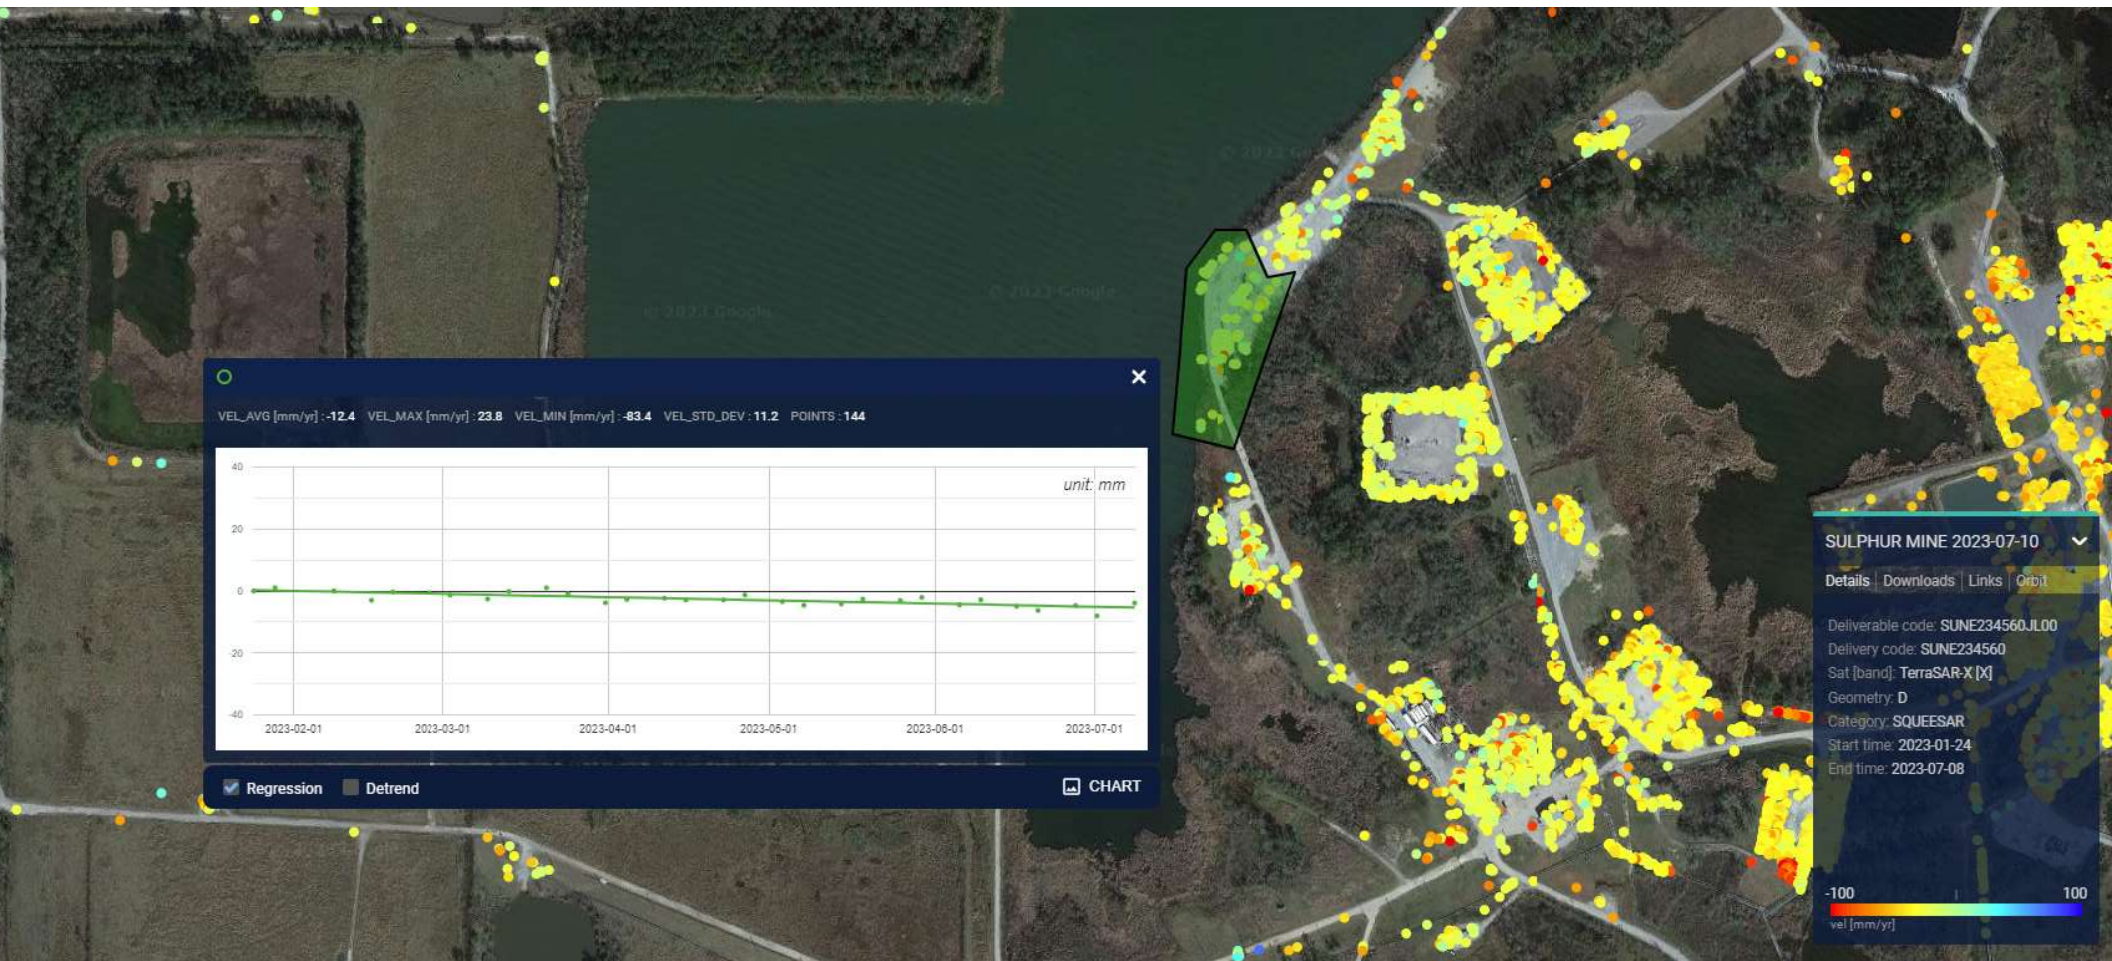 © 2023 Google
© 2023 Google
VEL_AVG [mm/yr] : -12.4 VEL_MAX [mm/yr] : 23.8 VEL_MIN [mm/yr] : -83.4 VEL_STD_DEV : 11.2 POINTS : 144
unit: mm
40
20
0
-20
-40
2023-02-01 2023-03-01 2023-04-01 2023-05-01 2023-06-01 2023-07-01
Regression Detrend CHART
SULPHUR MINE 2023-07-10
Details | Downloads | Links | Orbit
Deliverable code: SUNE234560JL00
Delivery code: SUNE234560
Sat [band]: TerraSAR-X [X]
Geometry: D
Category: SQUEESAR
Start time: 2023-01-24
End time: 2023-07-08
-100 100
vel [mm/yr]